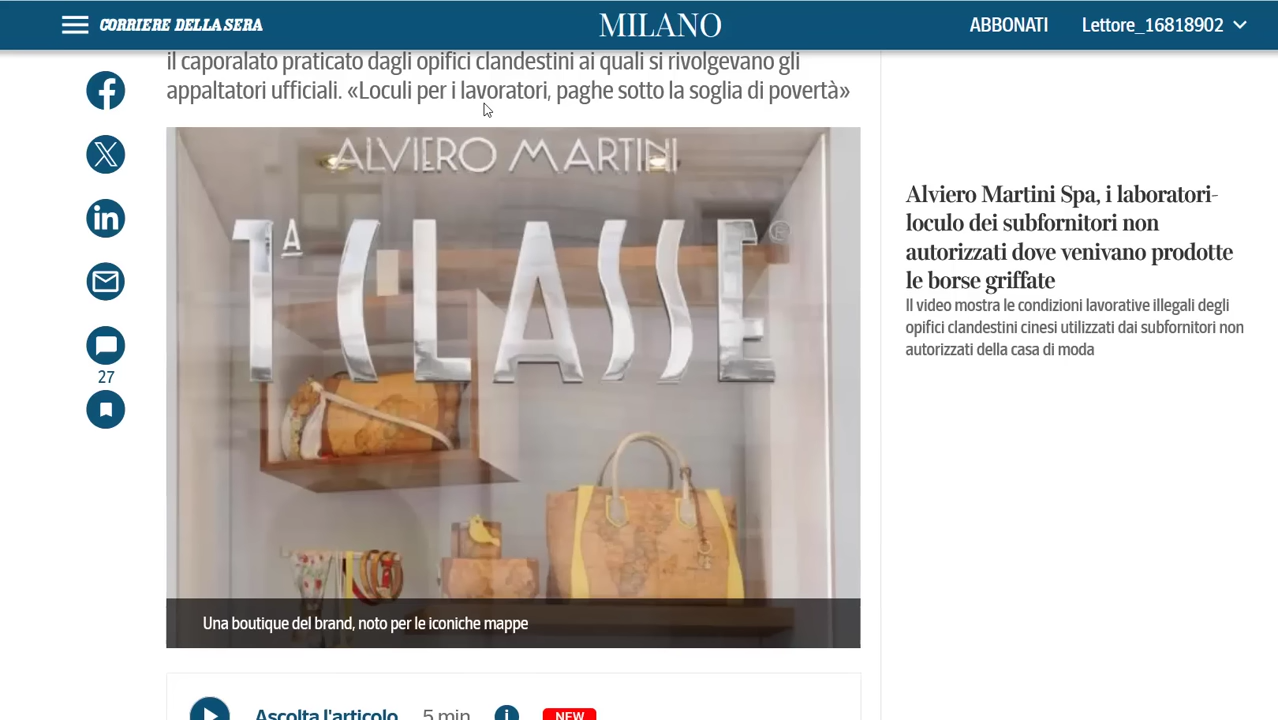 CORRIERE DELLA SERA
MILANO
ABBONATI
Lettore_16818902
il caporalato praticato dagli opifici clandestini ai quali si rivolgevano gli
appaltatori ufficiali. «Loculi per i lavoratori, paghe sotto la soglia di povertà»
ALVIERO MARTINI
1ª CLASSE ®
Una boutique del brand, noto per le iconiche mappe
27
Alviero Martini Spa, i laboratori-
loculo dei subfornitori non
autorizzati dove venivano prodotte
le borse griffate
Il video mostra le condizioni lavorative illegali degli
opifici clandestini cinesi utilizzati dai subfornitori non
autorizzati della casa di moda
Ascolta l'articolo 5 min i NEW